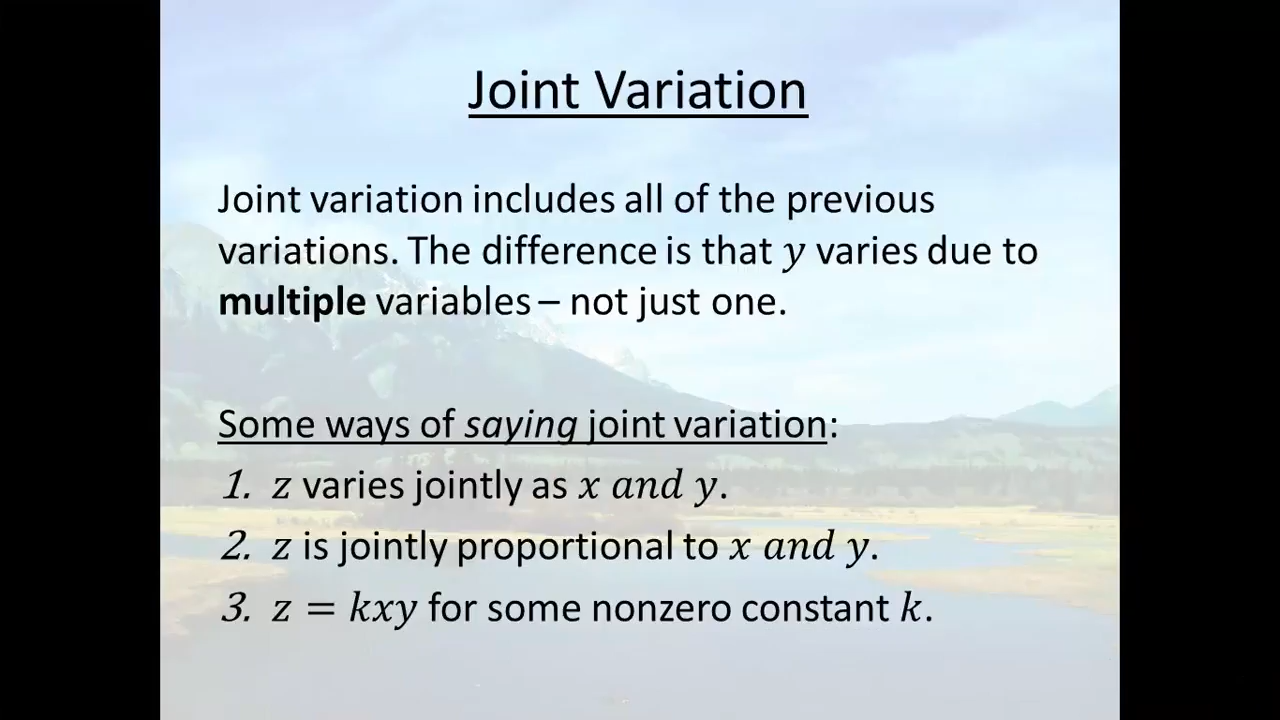 Joint Variation
Joint variation includes all of the previous
variations. The difference is that y varies due to
multiple variables – not just one.
Some ways of saying joint variation:
1. z varies jointly as x and y.
2. z is jointly proportional to x and y.
3. z = kxy for some nonzero constant k.